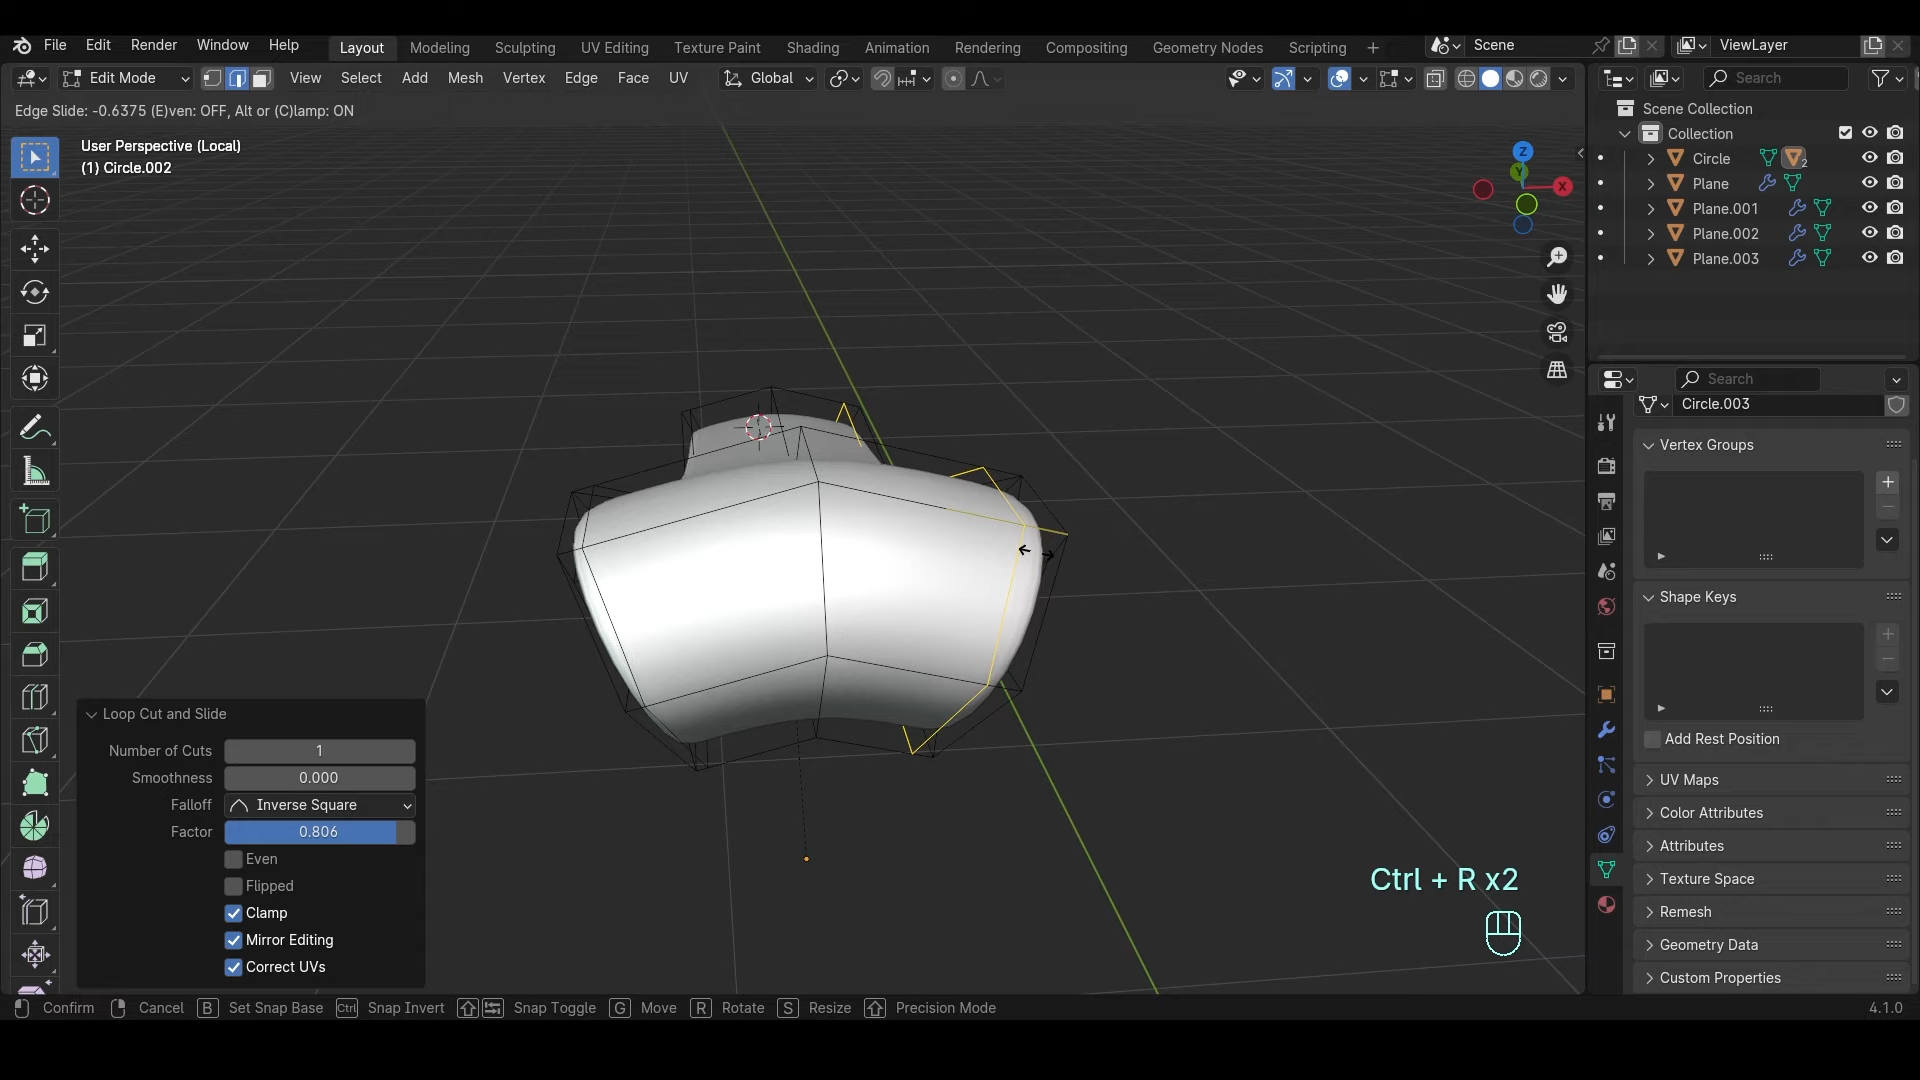 File Edit Render Window Help Layout Modeling Sculpting UV Editing Texture Paint Shading Animation Rendering Compositing Geometry Nodes Scripting + Scene ViewLayer
Edit Mode View Select Add Mesh Vertex Edge Face UV Global Search
Edge Slide: -0.6375 (E)ven: OFF, Alt or (C)lamp: ON
Scene Collection
User Perspective (Local)
(1) Circle.002
Collection
Circle 2
Plane
Plane.001
Plane.002
Plane.003
Z
Y
X
Search
Circle.003
Vertex Groups
Shape Keys
Add Rest Position
UV Maps
Color Attributes
Attributes
Texture Space
Remesh
Geometry Data
Custom Properties
Loop Cut and Slide
Number of Cuts 1
Smoothness 0.000
Falloff Inverse Square
Factor 0.806
Even
Flipped
Clamp
Mirror Editing
Correct UVs
Ctrl + R x2
Confirm Cancel B Set Snap Base Ctrl Snap Invert Snap Toggle G Move R Rotate S Resize Precision Mode 4.1.0